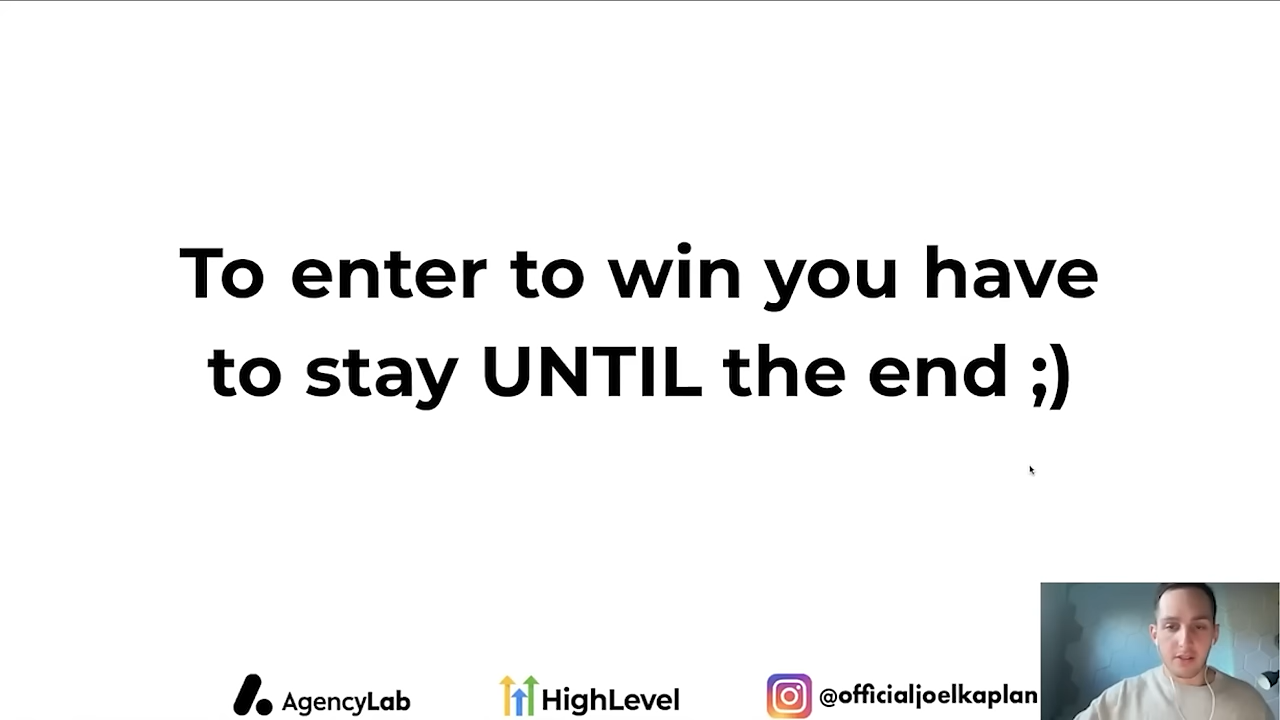 To enter to win you have
to stay UNTIL the end ;)
AgencyLab
HighLevel
@officialjoelkaplan